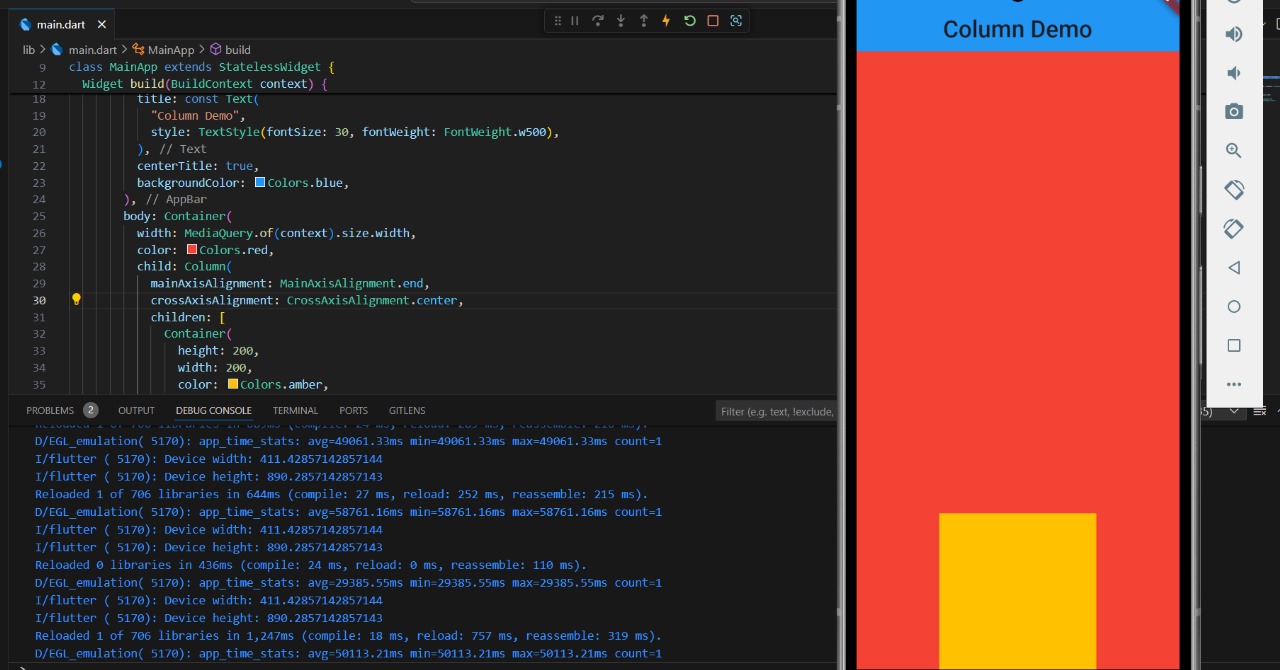 main.dart
lib > main.dart > MainApp > build
9 class MainApp extends StatelessWidget {
12 Widget build(BuildContext context) {
18 title: const Text(
19 "Column Demo",
20 style: TextStyle(fontSize: 30, fontWeight: FontWeight.w500),
21 ), // Text
22 centerTitle: true,
23 backgroundColor: Colors.blue,
24 ), // AppBar
25 body: Container(
26 width: MediaQuery.of(context).size.width,
27 color: Colors.red,
28 child: Column(
29 mainAxisAlignment: MainAxisAlignment.end,
30 crossAxisAlignment: CrossAxisAlignment.center,
31 children: [
32 Container(
33 height: 200,
34 width: 200,
35 color: Colors.amber,
PROBLEMS 2 OUTPUT DEBUG CONSOLE TERMINAL PORTS GITLENS Filter (e.g. text, !exclude,
D/EGL_emulation( 5170): app_time_stats: avg=49061.33ms min=49061.33ms max=49061.33ms count=1
I/flutter ( 5170): Device width: 411.42857142857144
I/flutter ( 5170): Device height: 890.2857142857143
Reloaded 1 of 706 libraries in 644ms (compile: 27 ms, reload: 252 ms, reassemble: 215 ms).
D/EGL_emulation( 5170): app_time_stats: avg=58761.16ms min=58761.16ms max=58761.16ms count=1
I/flutter ( 5170): Device width: 411.42857142857144
I/flutter ( 5170): Device height: 890.2857142857143
Reloaded 0 libraries in 436ms (compile: 24 ms, reload: 0 ms, reassemble: 110 ms).
D/EGL_emulation( 5170): app_time_stats: avg=29385.55ms min=29385.55ms max=29385.55ms count=1
I/flutter ( 5170): Device width: 411.42857142857144
I/flutter ( 5170): Device height: 890.2857142857143
Reloaded 1 of 706 libraries in 1,247ms (compile: 18 ms, reload: 757 ms, reassemble: 319 ms).
D/EGL_emulation( 5170): app_time_stats: avg=50113.21ms min=50113.21ms max=50113.21ms count=1
Column Demo